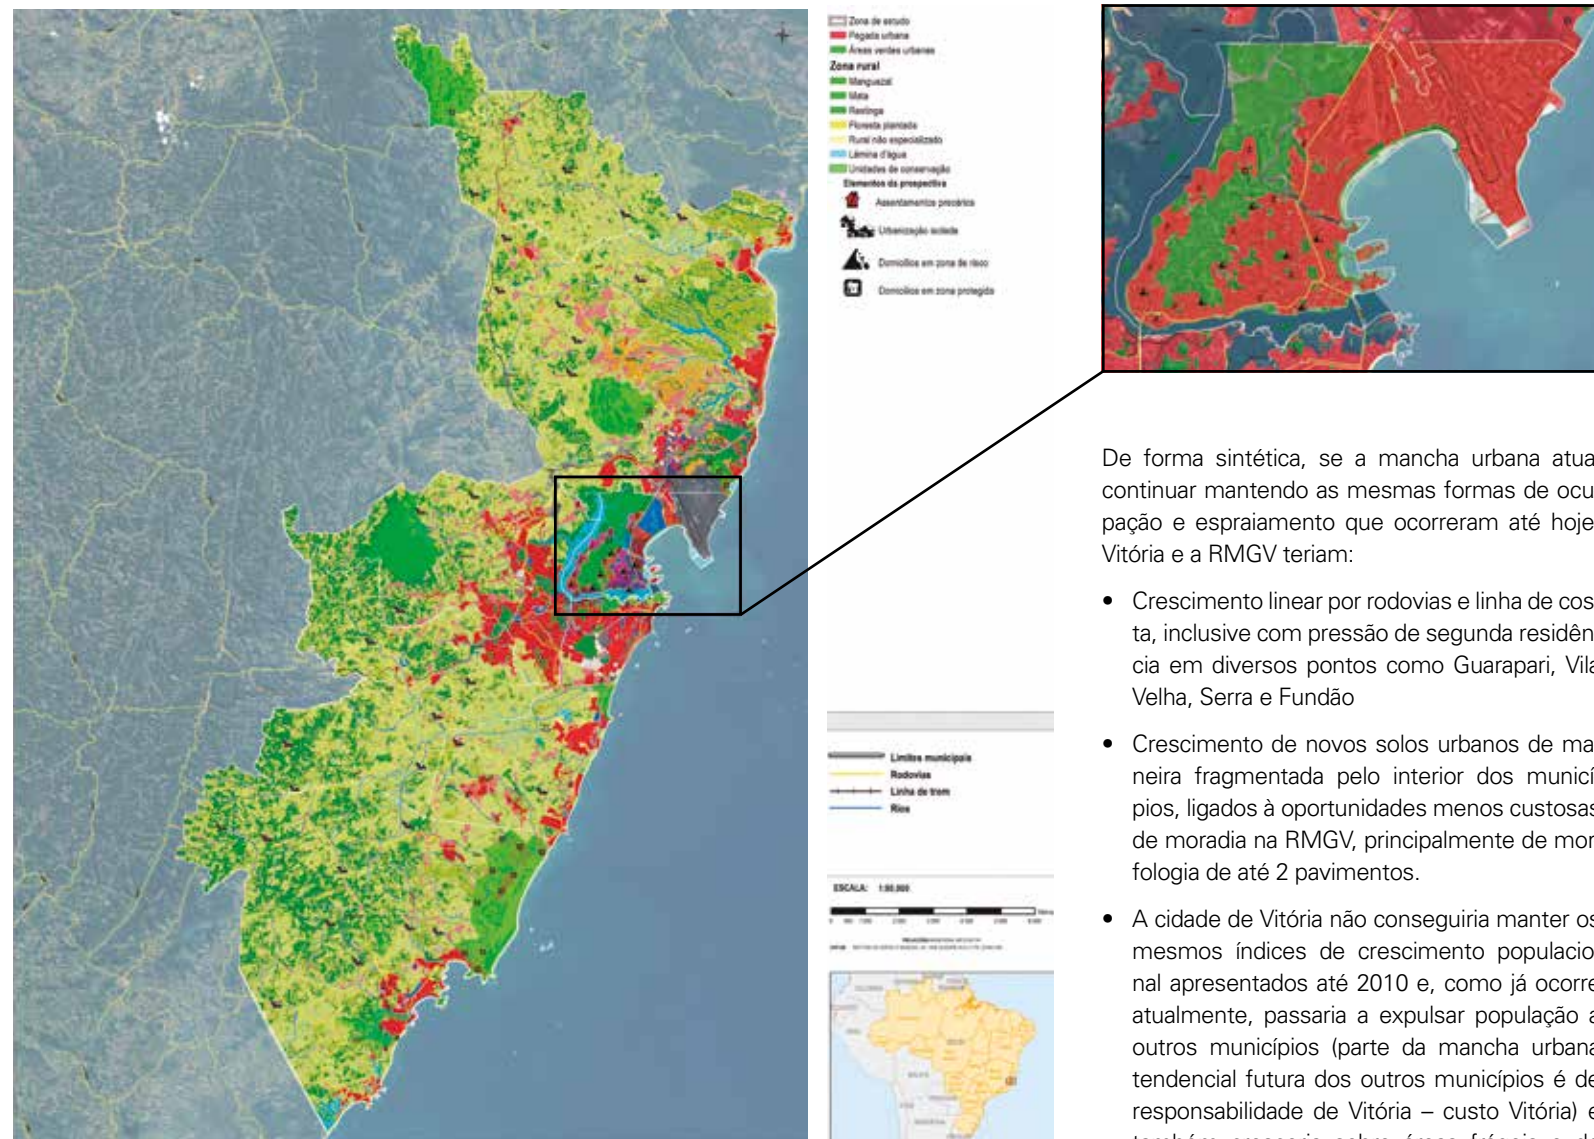 Zona de estudo
Pegada urbana
Áreas verdes urbanas
Zona rural
Manguezal
Mata
Restinga
Floresta plantada
Rural não especializado
Lâmina d'água
Unidades de conservação
Elementos da prospectiva
Assentamentos precários
Urbanização isolada
Domicílios em zona de risco
Domicílios em zona protegida
Limites municipais
Rodovias
Linha de trem
Rios
ESCALA: 1:50.000
De forma sintética, se a mancha urbana atua
continuar mantendo as mesmas formas de ocu
pação e espraiamento que ocorreram até hoje
Vitória e a RMGV teriam:
• Crescimento linear por rodovias e linha de cos
ta, inclusive com pressão de segunda residên
cia em diversos pontos como Guarapari, Vila
Velha, Serra e Fundão
• Crescimento de novos solos urbanos de ma
neira fragmentada pelo interior dos municí
pios, ligados à oportunidades menos custosas
de moradia na RMGV, principalmente de mor
fologia de até 2 pavimentos.
• A cidade de Vitória não conseguiria manter os
mesmos índices de crescimento populacio
nal apresentados até 2010 e, como já ocorre
atualmente, passaria a expulsar população a
outros municípios (parte da mancha urbana
tendencial futura dos outros municípios é de
responsabilidade de Vitória – custo Vitória) e